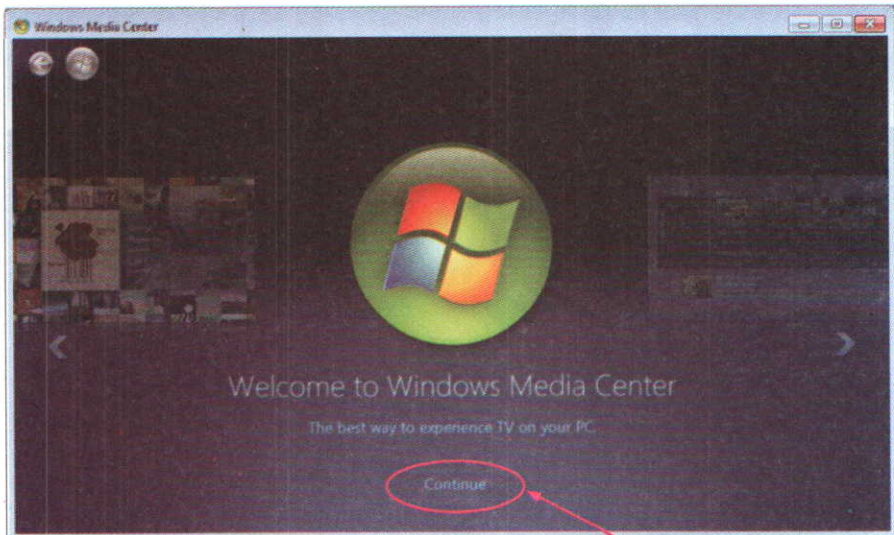 Windows Media Center
Welcome to Windows Media Center
The best way to experience TV on your PC
Continue